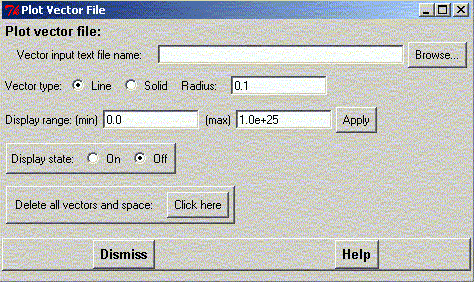 Plot Vector File
Plot vector file:
Vector input text file name: Browse...
Vector type: Line Solid Radius: 0.1
Display range: (min) 0.0 (max) 1.0e+25 Apply
Display state: On Off
Delete all vectors and space: Click here
Dismiss Help